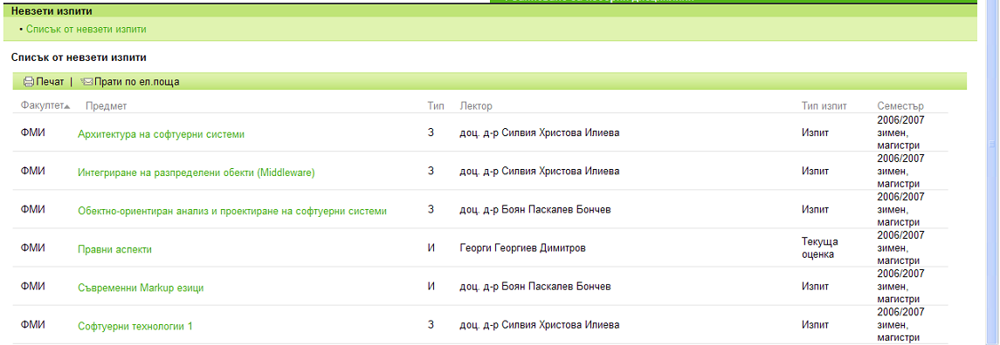 Невзети изпити
• Списък от невзети изпити
Списък от невзети изпити
Печат | Прати по ел.поща
Факултет Предмет Тип Лектор Тип изпит Семестър
ФМИ Архитектура на софтуерни системи З доц. д-р Силвия Христова Илиева Изпит 2006/2007
зимен,
магистри
ФМИ Интегриране на разпределени обекти (Middleware) З доц. д-р Силвия Христова Илиева Изпит 2006/2007
зимен,
магистри
ФМИ Обектно-ориентиран анализ и проектиране на софтуерни системи З доц. д-р Боян Паскалев Бончев Изпит 2006/2007
зимен,
магистри
ФМИ Правни аспекти И Георги Георгиев Димитров Текуща оценка 2006/2007
зимен,
магистри
ФМИ Съвременни Markup езици И доц. д-р Боян Паскалев Бончев Изпит 2006/2007
зимен,
магистри
ФМИ Софтуерни технологии 1 З доц. д-р Силвия Христова Илиева Изпит 2006/2007
зимен,
магистри